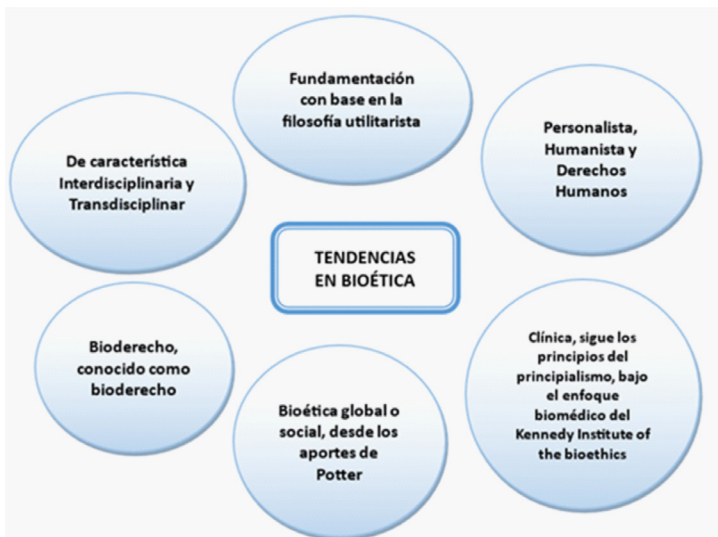 Fundamentación
con base en la
filosofía utilitarista
Personalista,
Humanista y
Derechos
Humanos
De característica
Interdisciplinaria y
Transdisciplinar
TENDENCIAS
EN BIOÉTICA
Bioderecho,
conocido como
bioderecho
Bioética global o
social, desde los
aportes de
Potter
Clínica, sigue los
principios del
principialismo, bajo
el enfoque
biomédico del
Kennedy Institute of
the bioethics